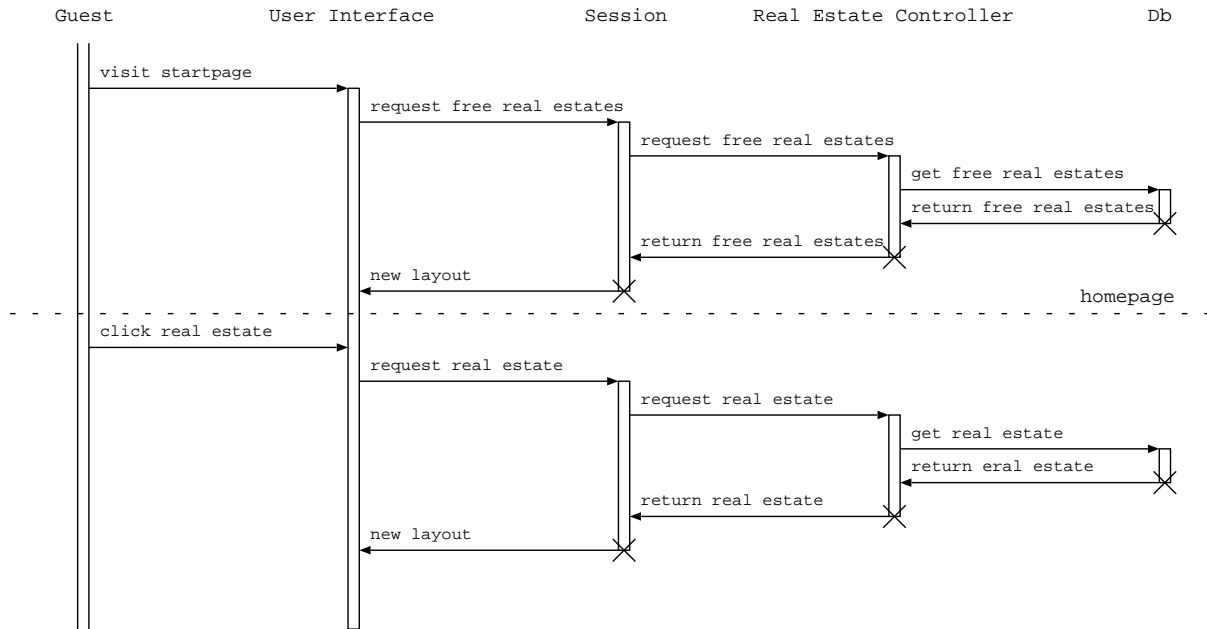 Guest User Interface Session Real Estate Controller Db
visit startpage
request free real estates
request free real estates
get free real estates
return free real estates
return free real estates
new layout
homepage
click real estate
request real estate
request real estate
get real estate
return eral estate
return real estate
new layout